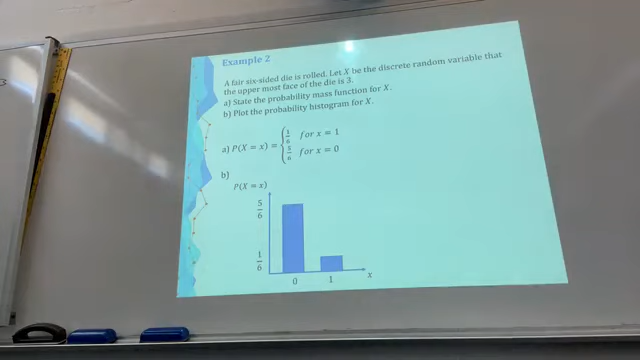 Example 2
A fair six-sided die is rolled. Let X be the discrete random variable that
the upper most face of the die is 3.
a) State the probability mass function for X.
b) Plot the probability histogram for X.
a) P(X = x) = { 1/6 for x = 1
5/6 for x = 0
b)
P(X = x)
5/6
1/6
0 1 x